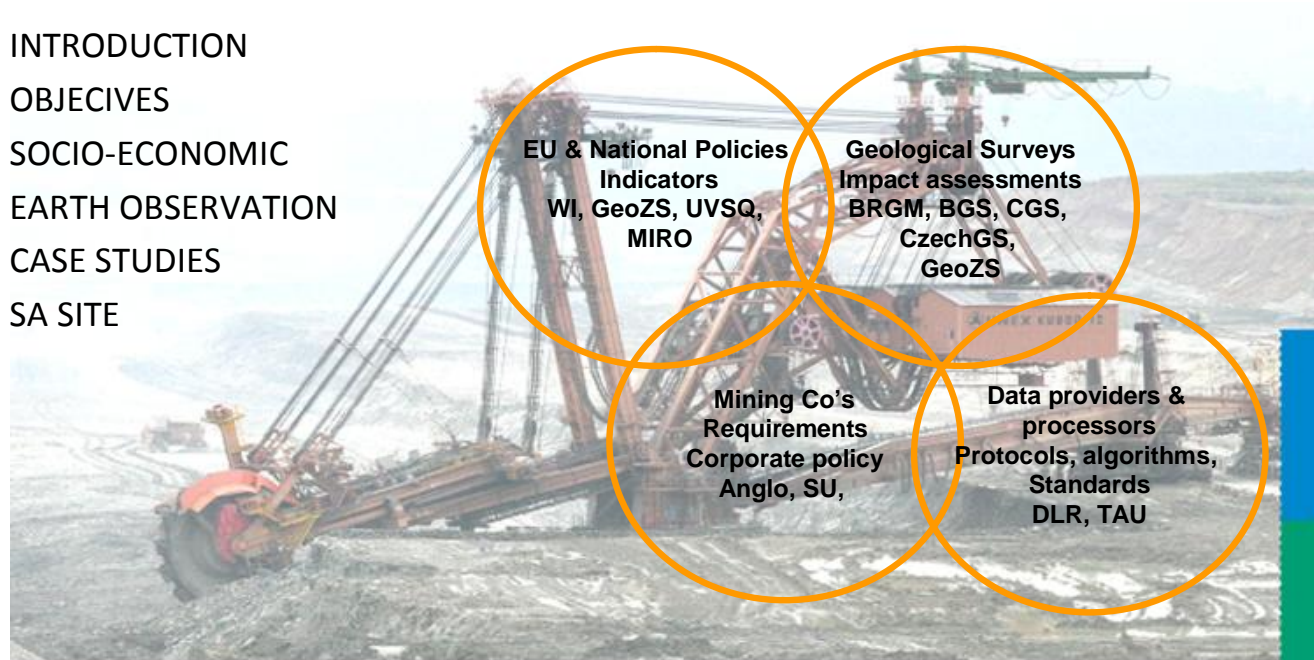 INTRODUCTION
OBJECIVES
SOCIO-ECONOMIC
EARTH OBSERVATION
CASE STUDIES
SA SITE
EU & National Policies
Indicators
WI, GeoZS, UVSQ,
MIRO
Geological Surveys
Impact assessments
BRGM, BGS, CGS,
CzechGS,
GeoZS
Mining Co's
Requirements
Corporate policy
Anglo, SU,
Data providers &
processors
Protocols, algorithms,
Standards
DLR, TAU